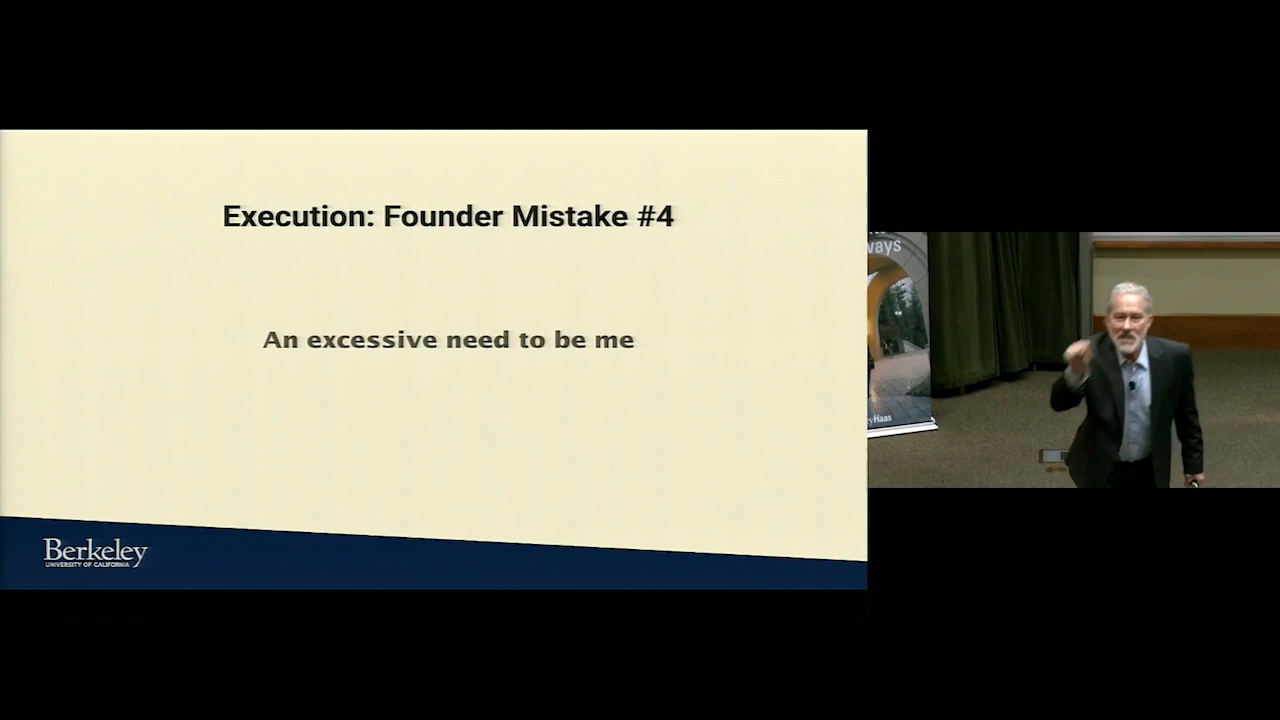 Execution: Founder Mistake #4
An excessive need to be me
Berkeley
UNIVERSITY OF CALIFORNIA
ways
Haas